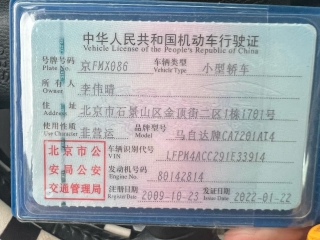 中华人民共和国机动车行驶证
Vehicle License of the People's Republic of China
号牌号码 京FMX086 车辆类型 小型轿车
Plate No. Vehicle Type
所有人 李伟晴
Owner
住址 北京市石景山区金顶街二区1栋1701号
Address
使用性质 非营运 品牌型号 马自达牌CA7201AT4
Use Character Model
北京市公安局公安交通管理局
车辆识别代号 LFPM4ACC291E33914
VIN
发动机号码 80142814
Engine No.
注册日期 2009-10-23 发证日期 2022-01-22
Register Date Issue Date